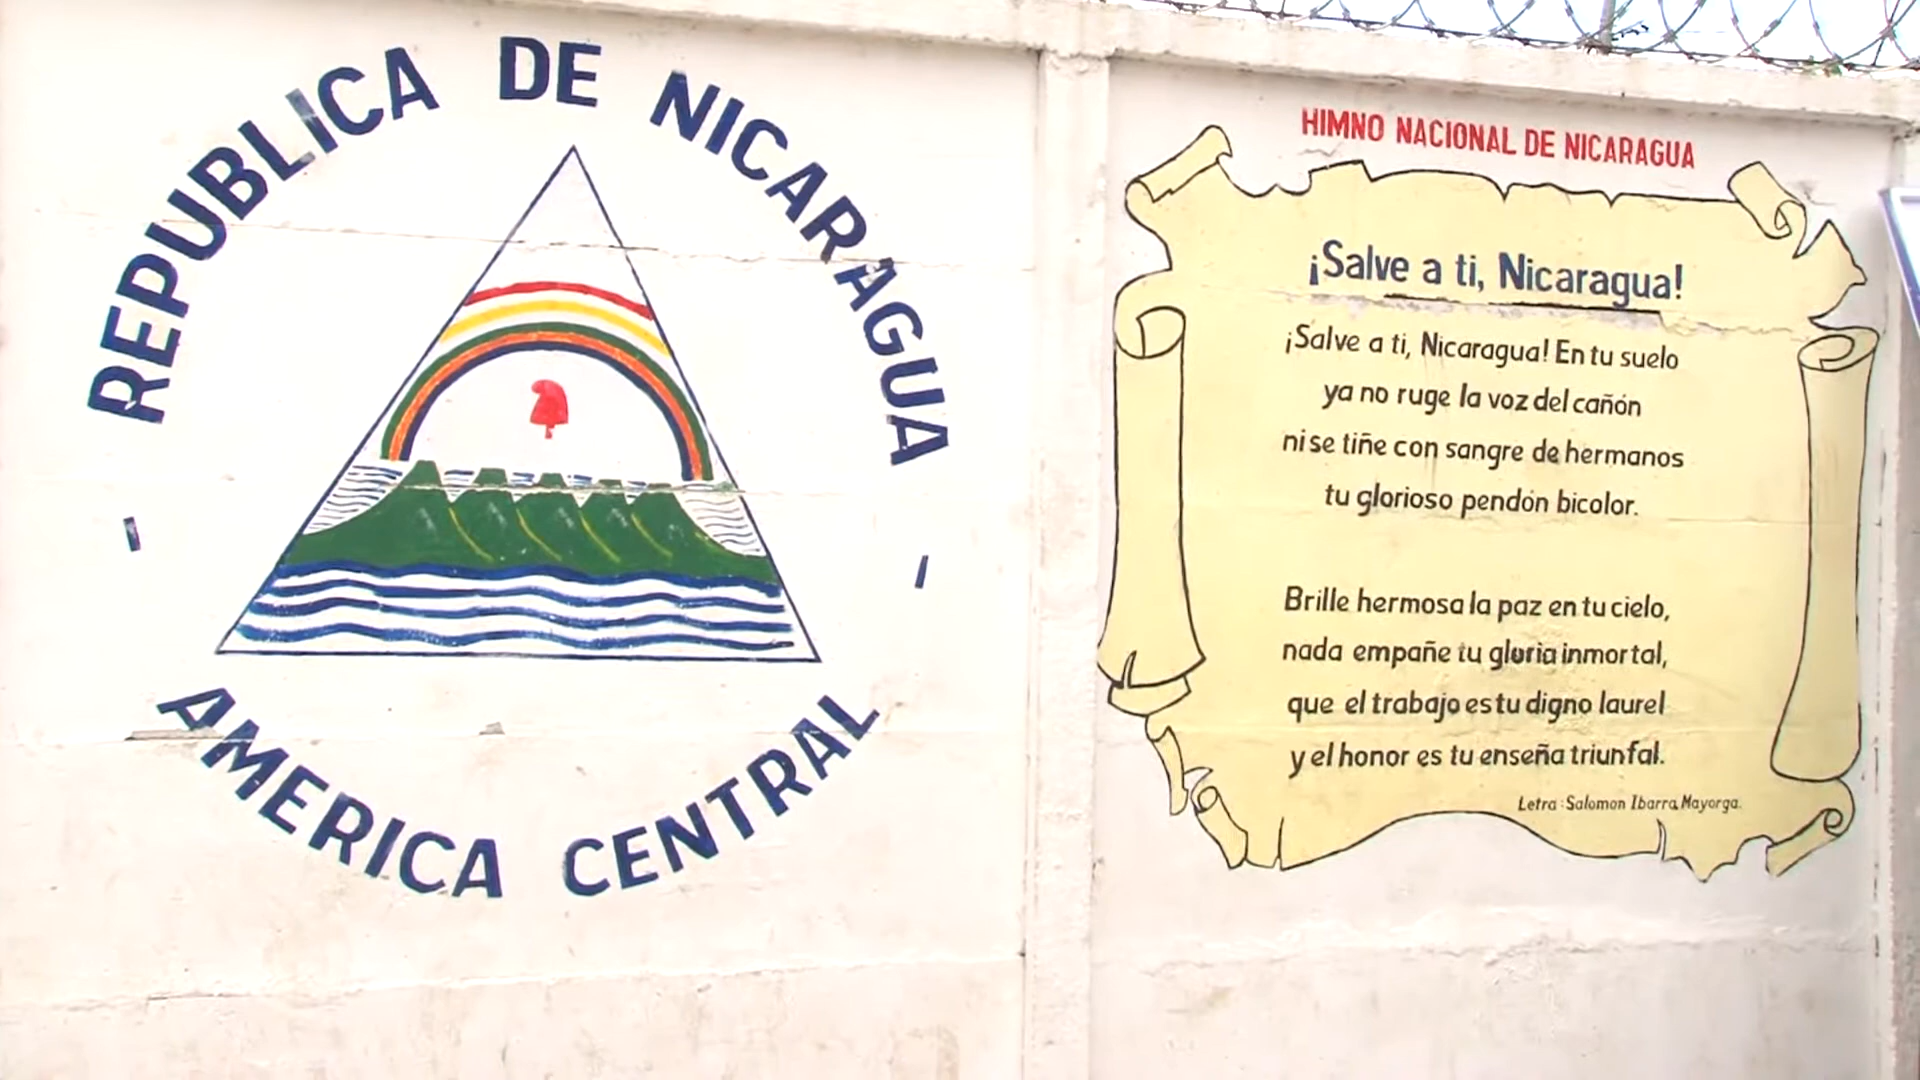 REPUBLICA DE NICARAGUA
- -
AMERICA CENTRAL
HIMNO NACIONAL DE NICARAGUA
¡Salve a ti, Nicaragua!
¡Salve a ti, Nicaragua! En tu suelo
ya no ruge la voz del cañón
ni se tiñe con sangre de hermanos
tu glorioso pendón bicolor.
Brille hermosa la paz en tu cielo,
nada empañe tu gloria inmortal,
que el trabajo es tu digno laurel
y el honor es tu enseña triunfal.
Letra : Salomon Ibarra Mayorga.